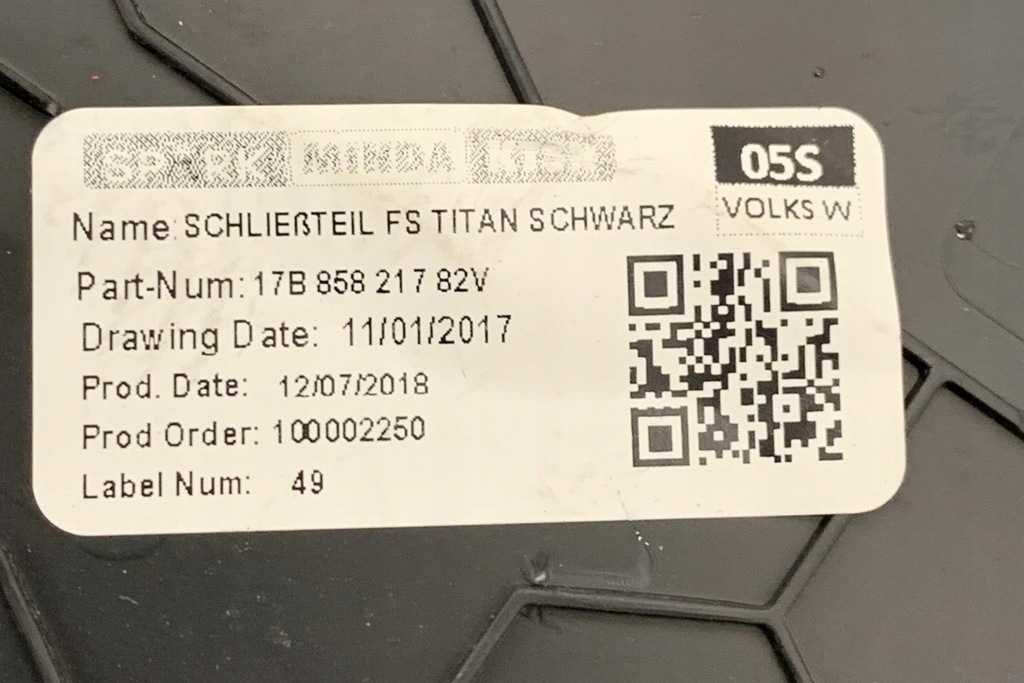 SPARK MINDA KTSN
05S
VOLKS W
Name: SCHLIEßTEIL FS TITAN SCHWARZ
Part-Num: 17B 858 217 82V
Drawing Date: 11/01/2017
Prod. Date: 12/07/2018
Prod Order: 100002250
Label Num: 49